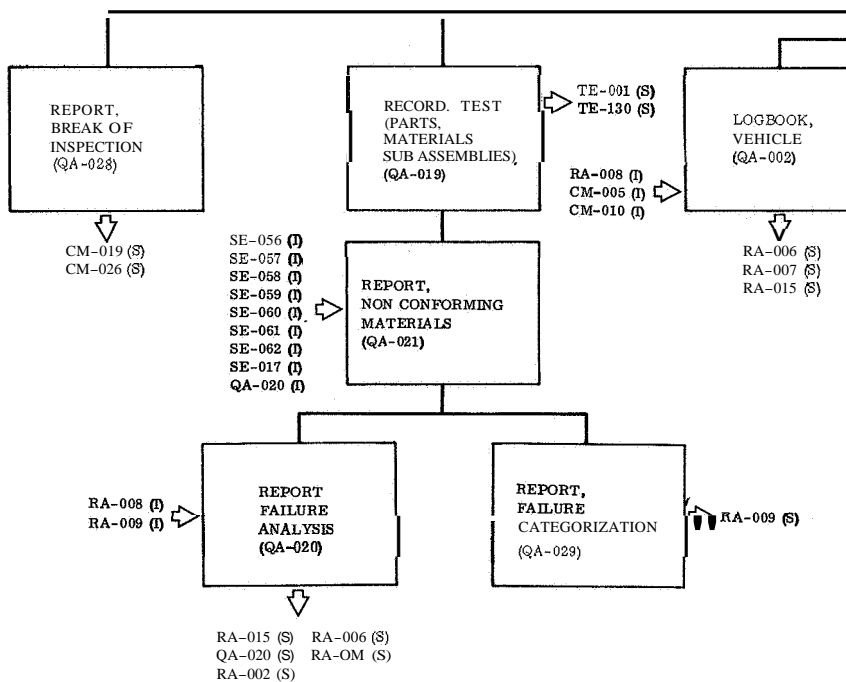 REPORT,
BREAK OF
INSPECTION
(QA-028)
CM-019 (S)
CM-026 (S)
RECORD. TEST
(PARTS,
MATERIALS
SUB ASSEMBLIES)
(QA-019)
TE-001 (S)
TE-130 (S)
LOGBOOK,
VEHICLE
(QA-002)
RA-008 (I)
CM-005 (I)
CM-010 (I)
RA-006 (S)
RA-007 (S)
RA-015 (S)
SE-056 (I)
SE-057 (I)
SE-058 (I)
SE-059 (I)
SE-060 (I)
SE-061 (I)
SE-062 (I)
SE-017 (I)
QA-020 (I)
REPORT,
NON CONFORMING
MATERIALS
(QA-021)
RA-008 (I)
RA-009 (I)
REPORT
FAILURE
ANALYSIS
(QA-020)
REPORT,
FAILURE
CATEGORIZATION
(QA-029)
RA-009 (S)
RA-015 (S) RA-006 (S)
QA-020 (S) RA-OM (S)
RA-002 (S)